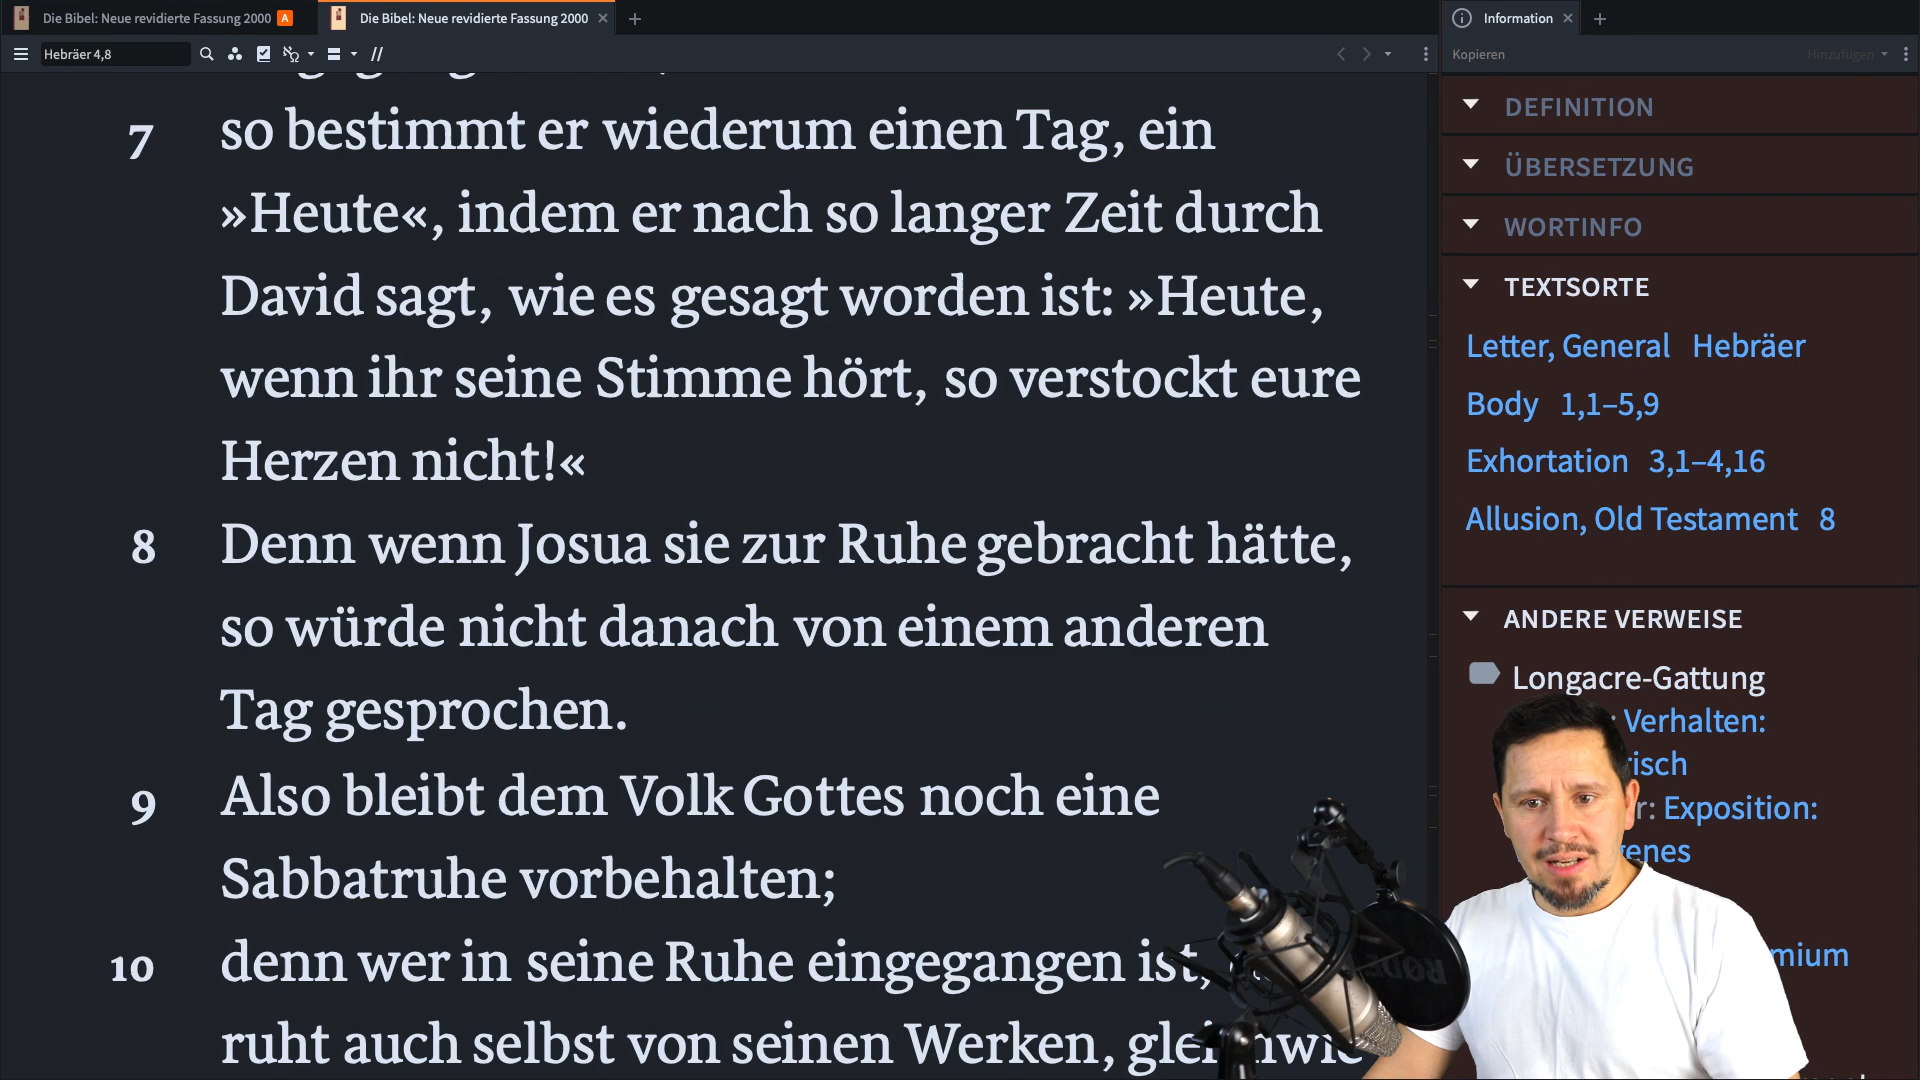 Die Bibel: Neue revidierte Fassung 2000 A
Die Bibel: Neue revidierte Fassung 2000
Information
Hebräer 4,8
Kopieren
Hinzufügen
7 so bestimmt er wiederum einen Tag, ein
»Heute«, indem er nach so langer Zeit durch
David sagt, wie es gesagt worden ist: »Heute,
wenn ihr seine Stimme hört, so verstockt eure
Herzen nicht!«
8 Denn wenn Josua sie zur Ruhe gebracht hätte,
so würde nicht danach von einem anderen
Tag gesprochen.
9 Also bleibt dem Volk Gottes noch eine
Sabbatruhe vorbehalten;
10 denn wer in seine Ruhe eingegangen ist,
ruht auch selbst von seinen Werken,
DEFINITION
ÜBERSETZUNG
WORTINFO
TEXTSORTE
Letter, General Hebräer
Body 1,1–5,9
Exhortation 3,1–4,16
Allusion, Old Testament 8
ANDERE VERWEISE
Longacre-Gattung
: Verhalten:
risch
r: Exposition:
enes
mium
RØDE